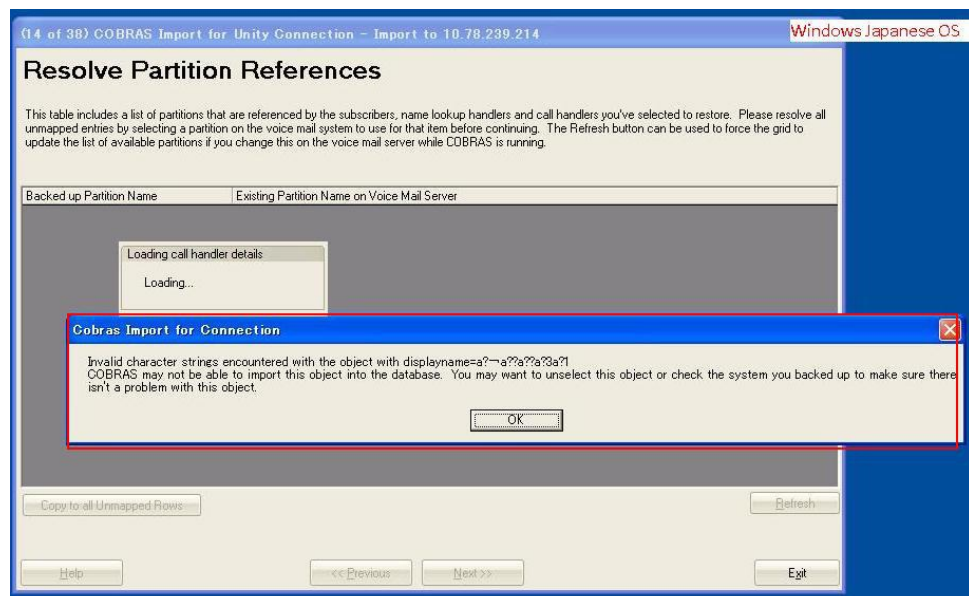 (14 of 38) COBRAS Import for Unity Connection - Import to 10.78.239.214
Windows Japanese OS
Resolve Partition References
This table includes a list of partitions that are referenced by the subscribers, name lookup handlers and call handlers you've selected to restore. Please resolve all
unmapped entries by selecting a partition on the voice mail system to use for that item before continuing. The Refresh button can be used to force the grid to
update the list of available partitions if you change this on the voice mail server while COBRAS is running.
Backed up Partition Name Existing Partition Name on Voice Mail Server
Loading call handler details
Loading...
Cobras Import for Connection
Invalid character strings encountered with the object with displayname=a?¬a??a??a?3a?1
COBRAS may not be able to import this object into the database. You may want to unselect this object or check the system you backed up to make sure there
isn't a problem with this object.
OK
Copy to all Unmapped Rows Refresh
Help << Previous Next >> Exit